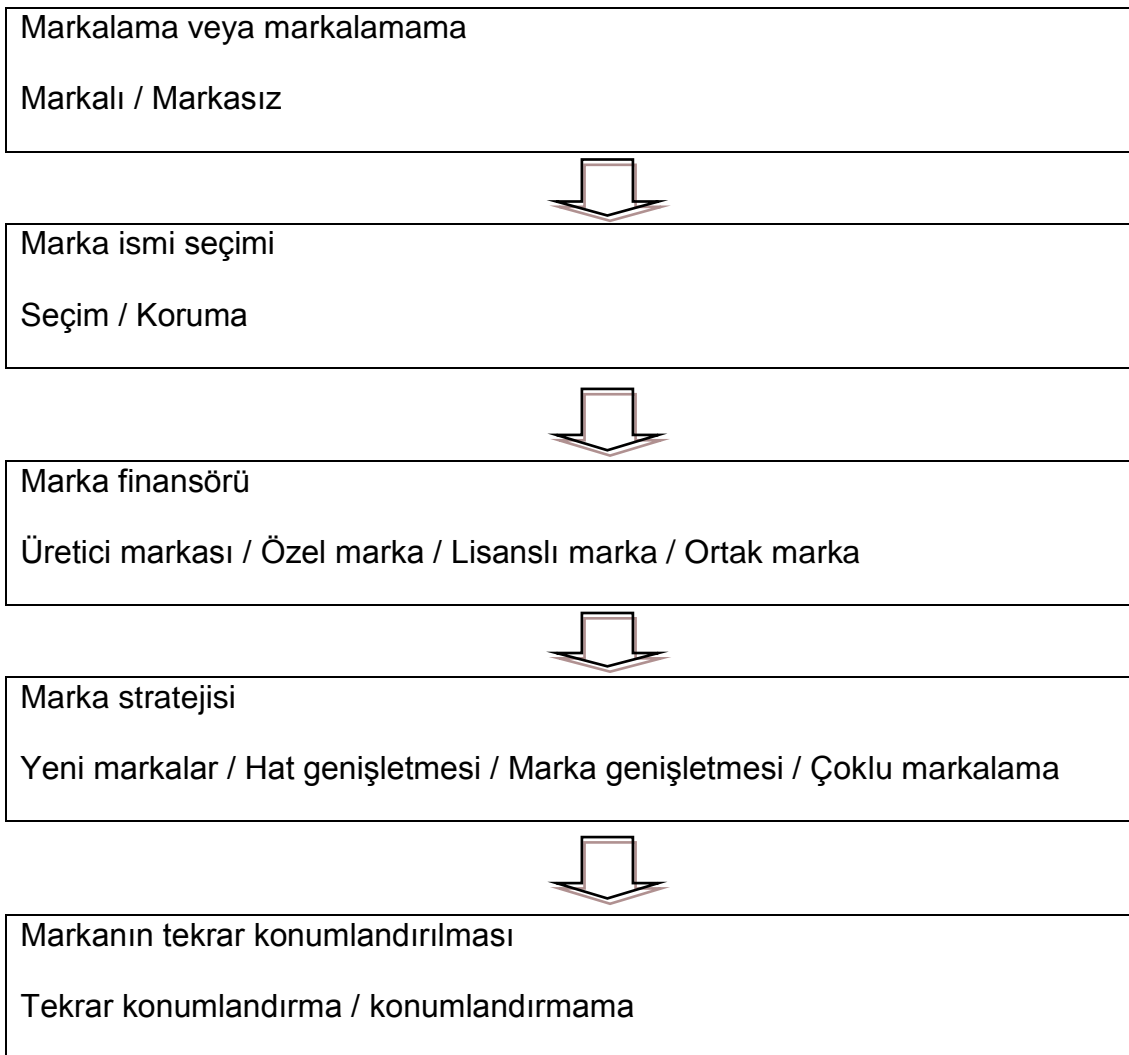 Markalama veya markalamama
Markalı / Markasız
Marka ismi seçimi
Seçim / Koruma
Marka finansörü
Üretici markası / Özel marka / Lisanslı marka / Ortak marka
Marka stratejisi
Yeni markalar / Hat genişletmesi / Marka genişletmesi / Çoklu markalama
Markanın tekrar konumlandırılması
Tekrar konumlandırma / konumlandırmama